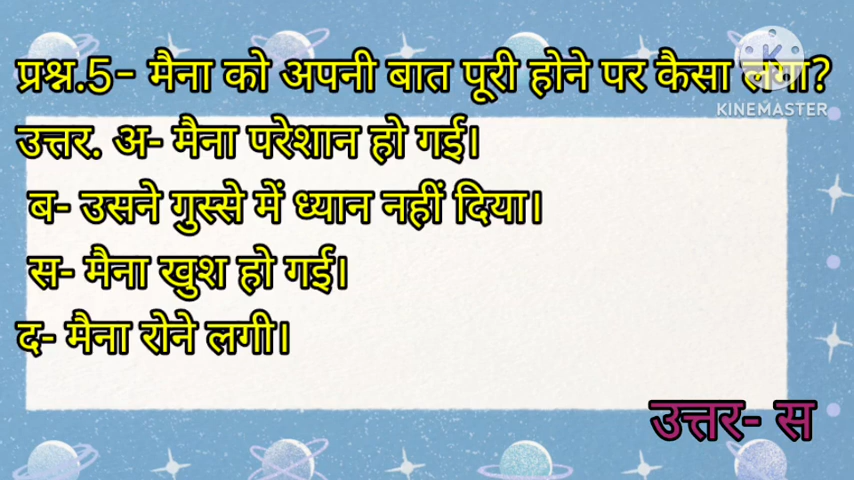 प्रश्न.5- मैना को अपनी बात पूरी होने पर कैसा लगा?
KINEMASTER
उत्तर. अ- मैना परेशान हो गई।
ब- उसने गुस्से में ध्यान नहीं दिया।
स- मैना खुश हो गई।
द- मैना रोने लगी।
उत्तर- स